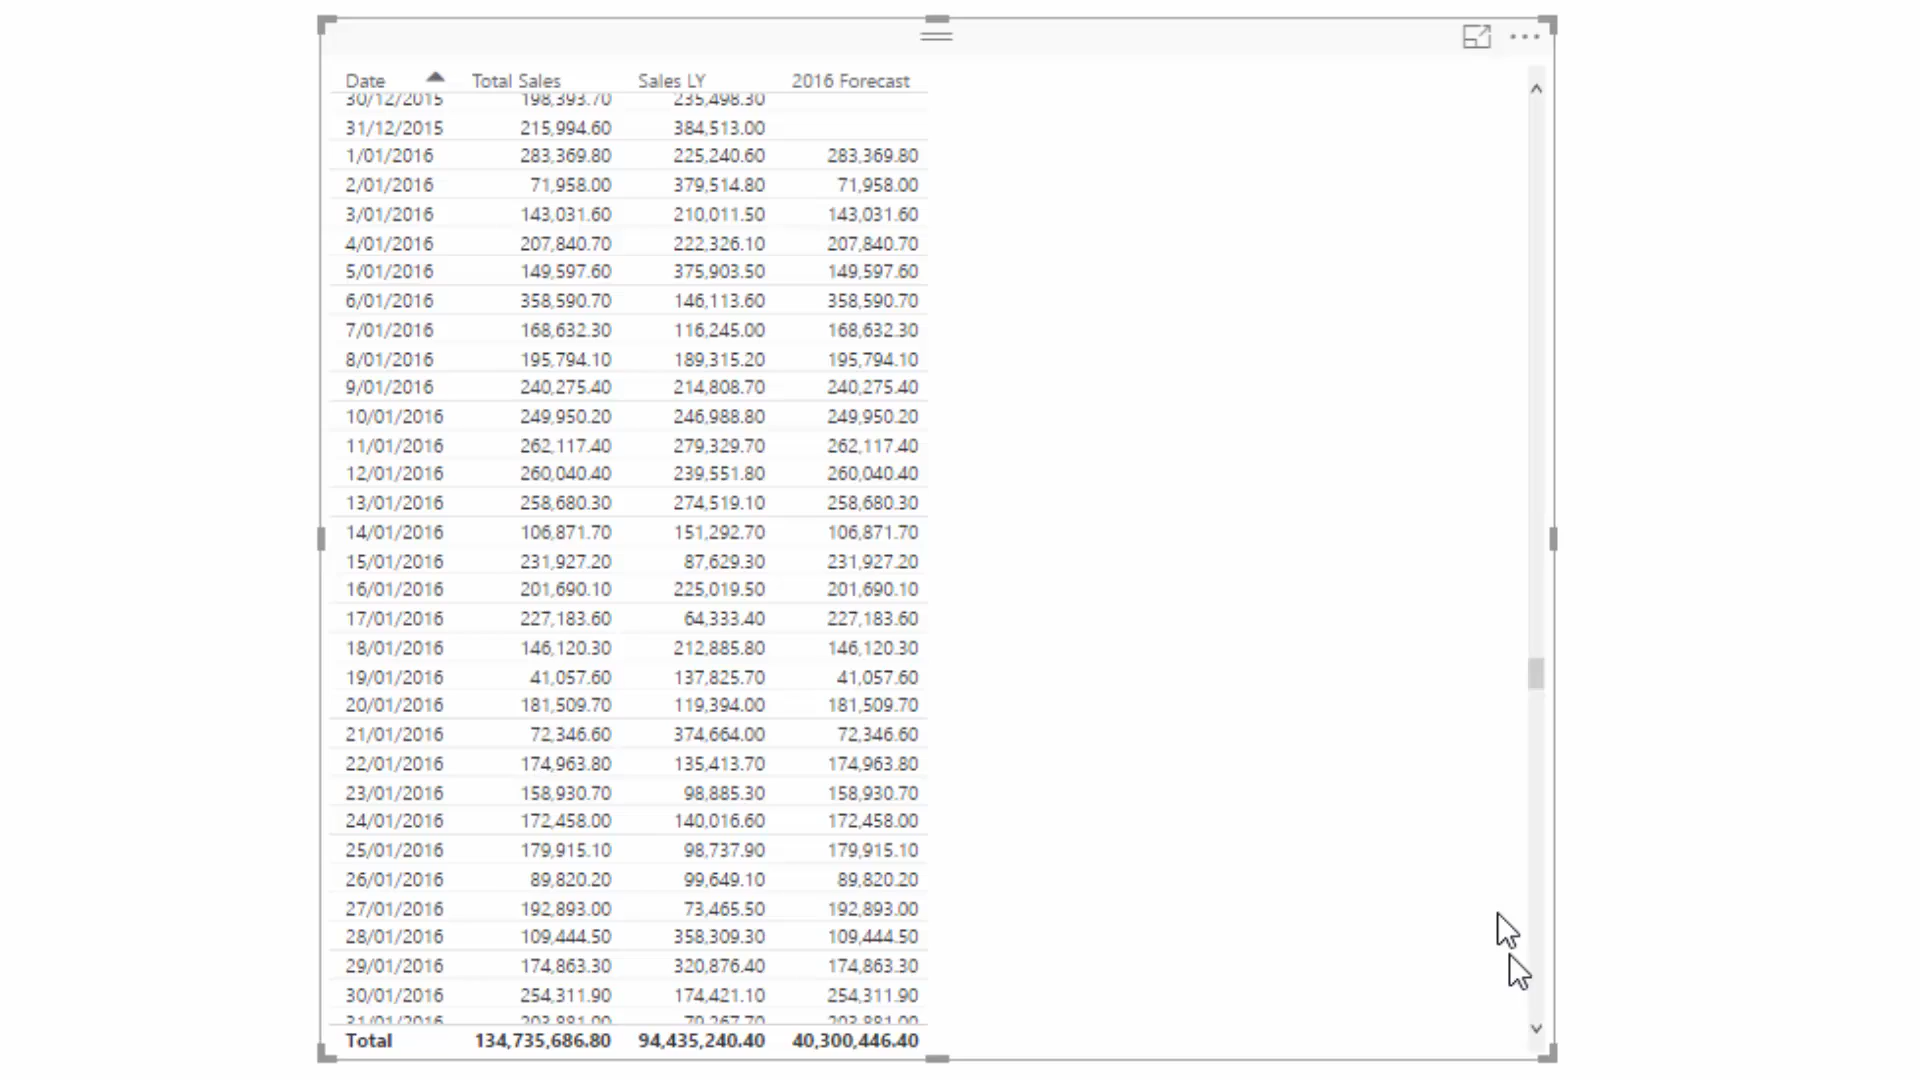 Date Total Sales Sales LY 2016 Forecast
30/12/2015 198,393.70 235,498.30
31/12/2015 215,994.60 384,513.00
1/01/2016 283,369.80 225,240.60 283,369.80
2/01/2016 71,958.00 379,514.80 71,958.00
3/01/2016 143,031.60 210,011.50 143,031.60
4/01/2016 207,840.70 222,326.10 207,840.70
5/01/2016 149,597.60 375,903.50 149,597.60
6/01/2016 358,590.70 146,113.60 358,590.70
7/01/2016 168,632.30 116,245.00 168,632.30
8/01/2016 195,794.10 189,315.20 195,794.10
9/01/2016 240,275.40 214,808.70 240,275.40
10/01/2016 249,950.20 246,988.80 249,950.20
11/01/2016 262,117.40 279,329.70 262,117.40
12/01/2016 260,040.40 239,551.80 260,040.40
13/01/2016 258,680.30 274,519.10 258,680.30
14/01/2016 106,871.70 151,292.70 106,871.70
15/01/2016 231,927.20 87,629.30 231,927.20
16/01/2016 201,690.10 225,019.50 201,690.10
17/01/2016 227,183.60 64,333.40 227,183.60
18/01/2016 146,120.30 212,885.80 146,120.30
19/01/2016 41,057.60 137,825.70 41,057.60
20/01/2016 181,509.70 119,394.00 181,509.70
21/01/2016 72,346.60 374,664.00 72,346.60
22/01/2016 174,963.80 135,413.70 174,963.80
23/01/2016 158,930.70 98,885.30 158,930.70
24/01/2016 172,458.00 140,016.60 172,458.00
25/01/2016 179,915.10 98,737.90 179,915.10
26/01/2016 89,820.20 99,649.10 89,820.20
27/01/2016 192,893.00 73,465.50 192,893.00
28/01/2016 109,444.50 358,309.30 109,444.50
29/01/2016 174,863.30 320,876.40 174,863.30
30/01/2016 254,311.90 174,421.10 254,311.90
31/01/2016
Total 134,735,686.80 94,435,240.40 40,300,446.40